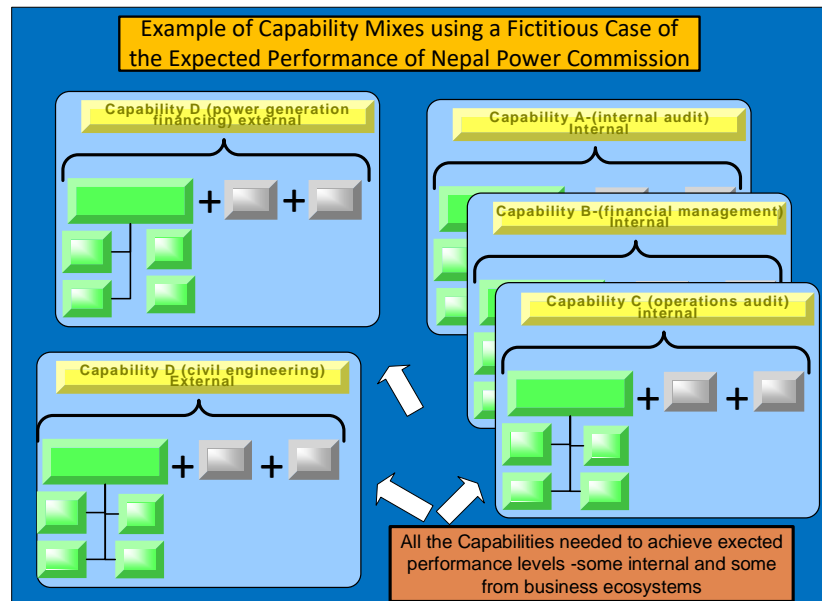 Example of Capability Mixes using a Fictitious Case of
the Expected Performance of Nepal Power Commission
Capability D (power generation
financing) external
Capability A-(internal audit)
Internal
Capability B-(financial management)
Internal
Capability C (operations audit)
internal
Capability D (civil engineering)
External
+
+
+
+
+
+
All the Capabilities needed to achieve exected
performance levels -some internal and some
from business ecosystems